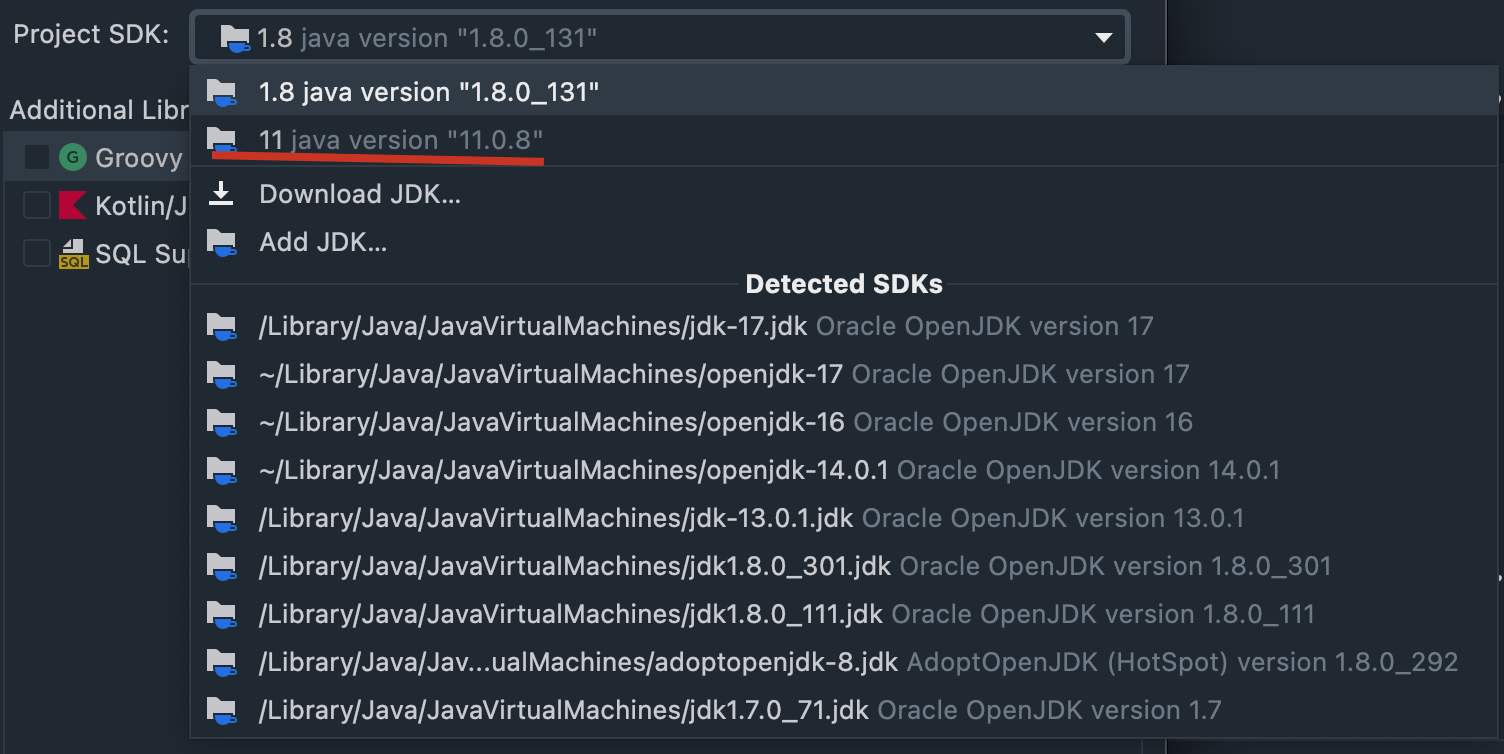 Project SDK: 1.8 java version "1.8.0_131"
1.8 java version "1.8.0_131"
Additional Libr
11 java version "11.0.8"
G Groovy
Download JDK...
Kotlin/J
Add JDK...
SQL SQL Su
Detected SDKs
/Library/Java/JavaVirtualMachines/jdk-17.jdk Oracle OpenJDK version 17
~/Library/Java/JavaVirtualMachines/openjdk-17 Oracle OpenJDK version 17
~/Library/Java/JavaVirtualMachines/openjdk-16 Oracle OpenJDK version 16
~/Library/Java/JavaVirtualMachines/openjdk-14.0.1 Oracle OpenJDK version 14.0.1
/Library/Java/JavaVirtualMachines/jdk-13.0.1.jdk Oracle OpenJDK version 13.0.1
/Library/Java/JavaVirtualMachines/jdk1.8.0_301.jdk Oracle OpenJDK version 1.8.0_301
/Library/Java/JavaVirtualMachines/jdk1.8.0_111.jdk Oracle OpenJDK version 1.8.0_111
/Library/Java/Jav...ualMachines/adoptopenjdk-8.jdk AdoptOpenJDK (HotSpot) version 1.8.0_292
/Library/Java/JavaVirtualMachines/jdk1.7.0_71.jdk Oracle OpenJDK version 1.7